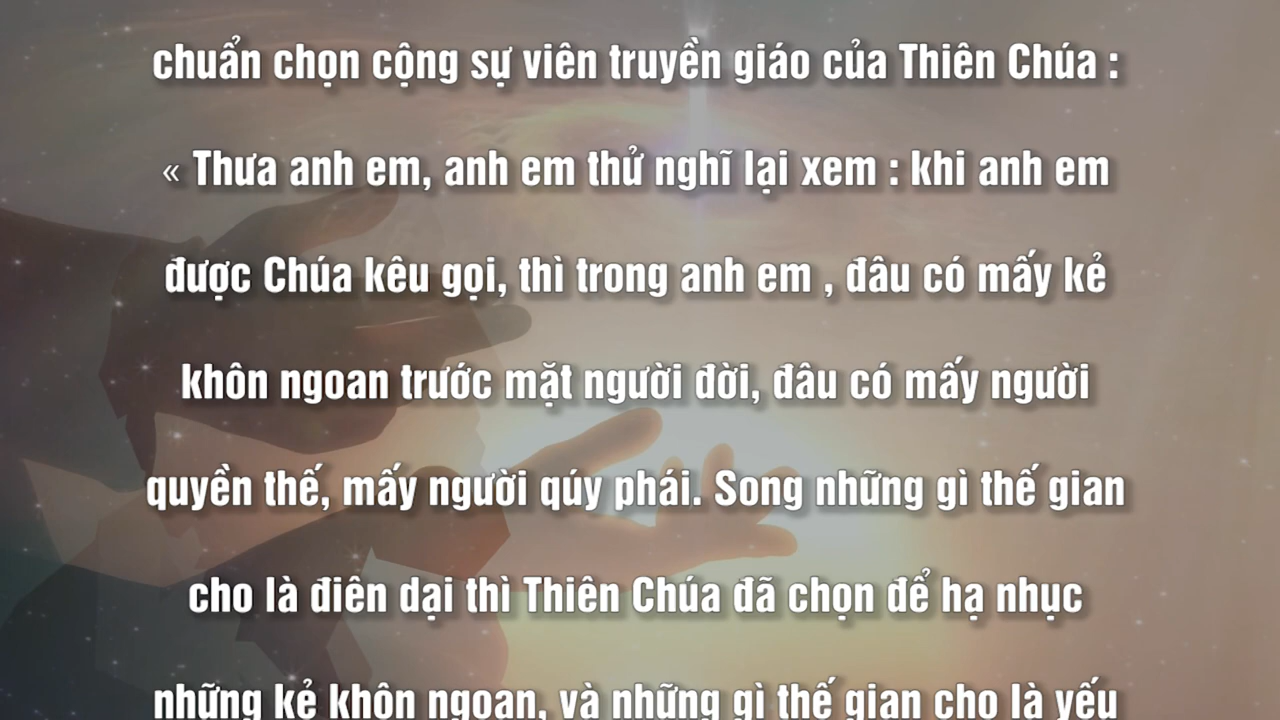 chuẩn chọn cộng sự viên truyền giáo của Thiên Chúa :
« Thưa anh em, anh em thử nghĩ lại xem : khi anh em
được Chúa kêu gọi, thì trong anh em , đâu có mấy kẻ
khôn ngoan trước mặt người đời, đâu có mấy người
quyền thế, mấy người qúy phái. Song những gì thế gian
cho là điên dại thì Thiên Chúa đã chọn để hạ nhục
những kẻ khôn ngoan, và những gì thế gian cho là yếu